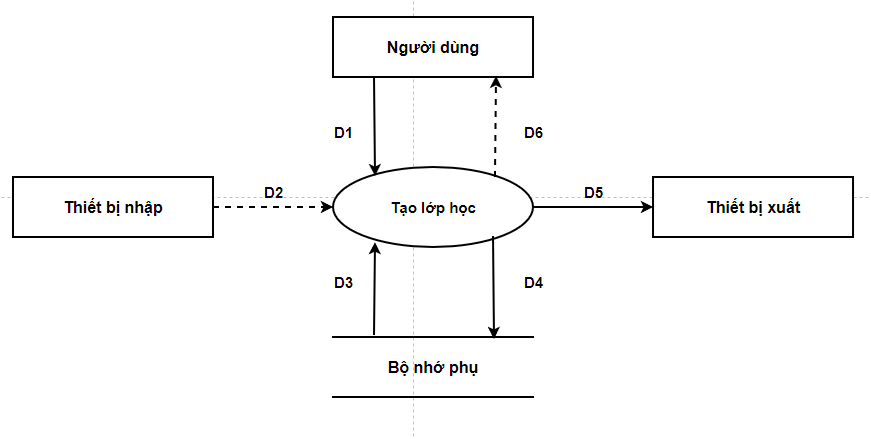 Người dùng
D1
D6
Thiết bị nhập
D2
Tạo lớp học
D5
Thiết bị xuất
D3
D4
Bộ nhớ phụ